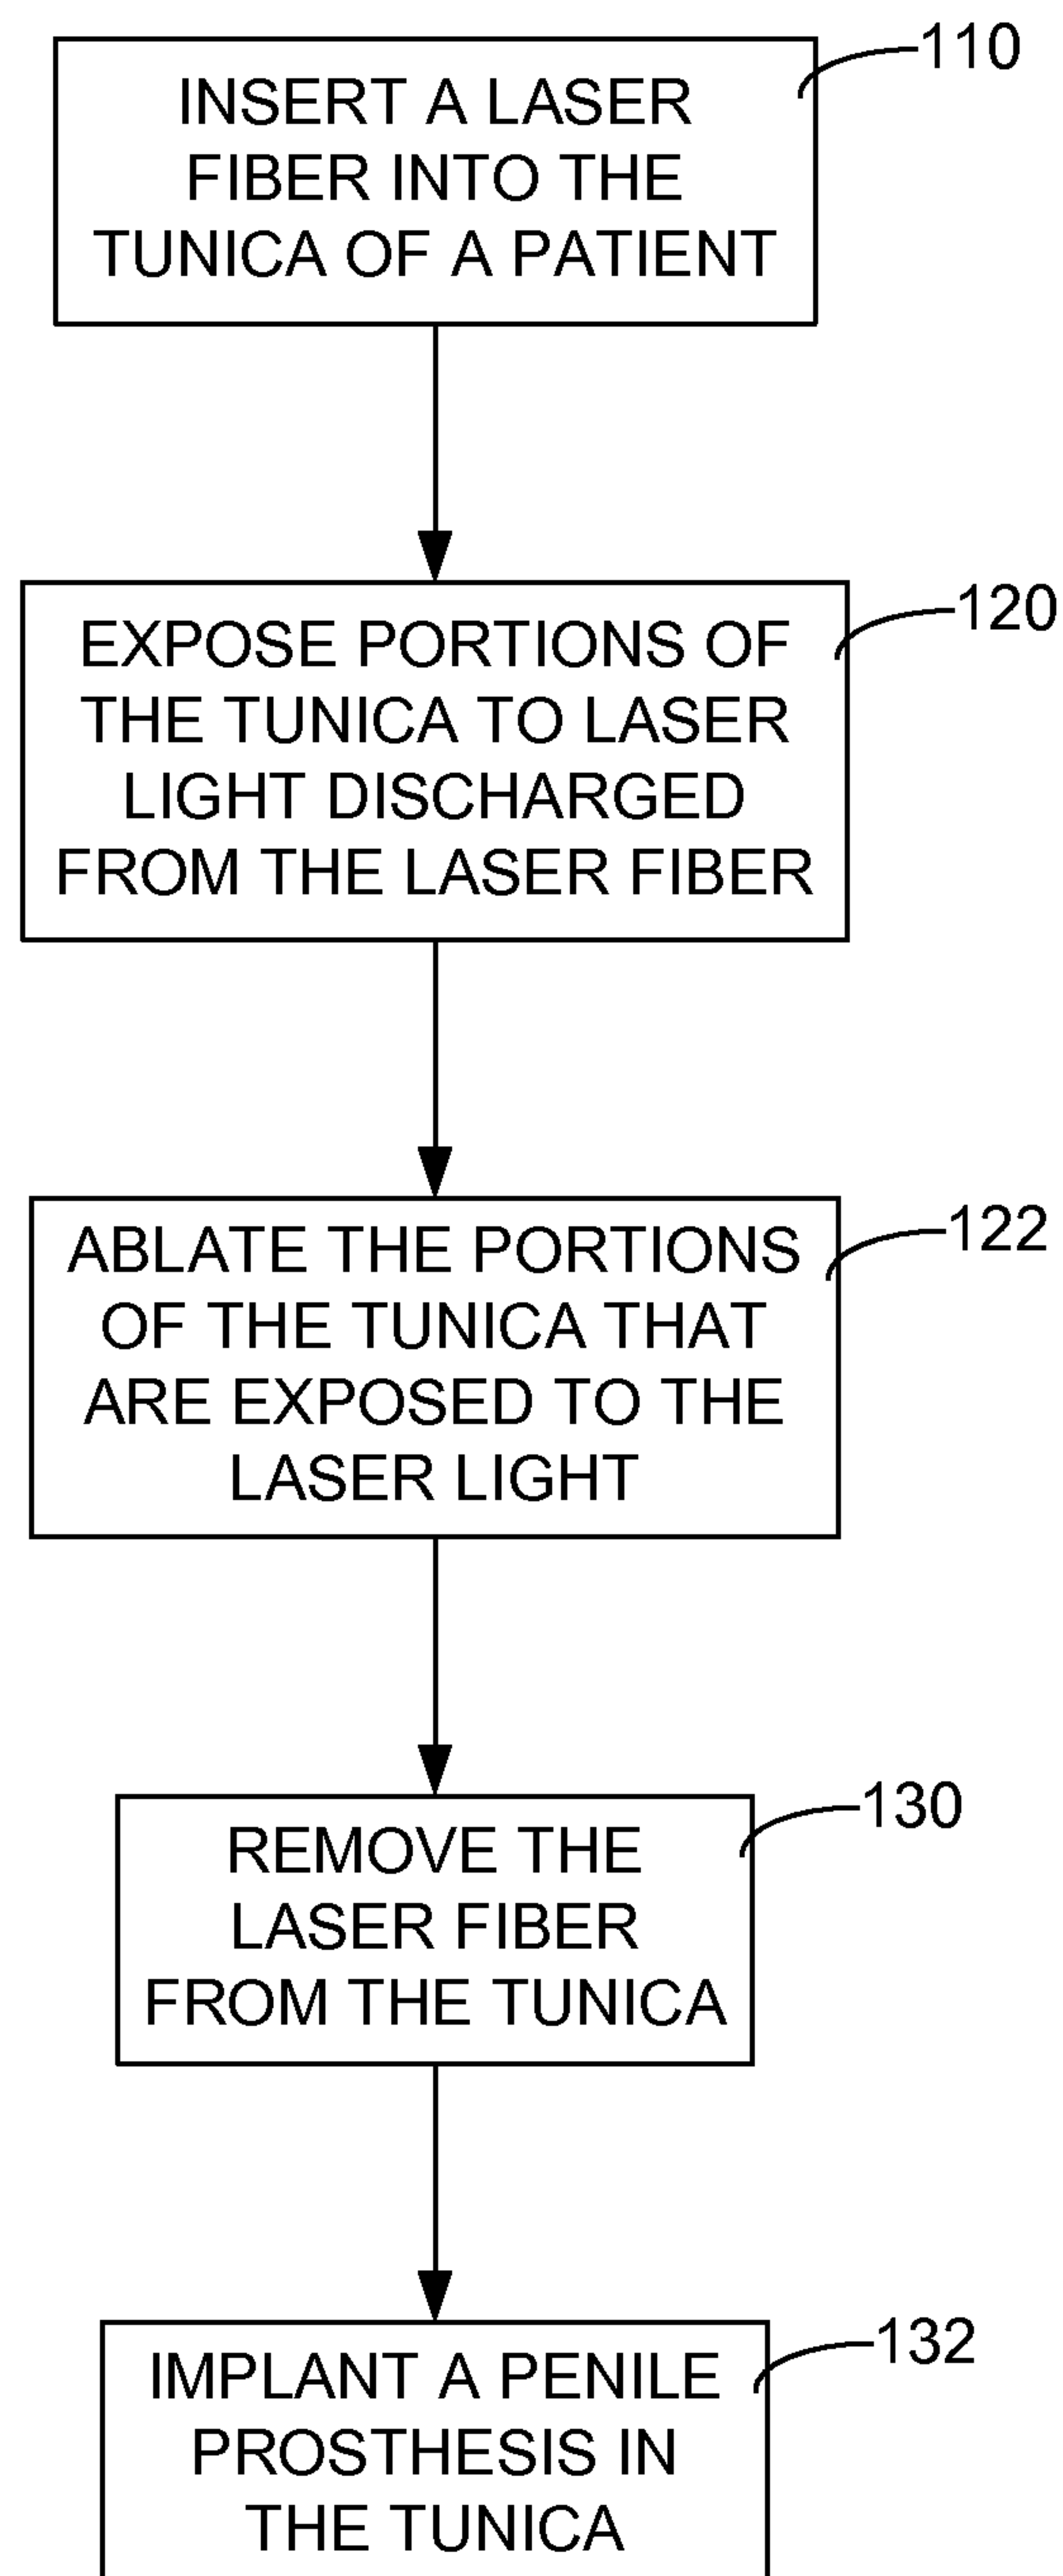 110
INSERT A LASER
FIBER INTO THE
TUNICA OF A PATIENT
120
EXPOSE PORTIONS OF
THE TUNICA TO LASER
LIGHT DISCHARGED
FROM THE LASER FIBER
122
ABLATE THE PORTIONS
OF THE TUNICA THAT
ARE EXPOSED TO THE
LASER LIGHT
130
REMOVE THE
LASER FIBER
FROM THE TUNICA
132
IMPLANT A PENILE
PROSTHESIS IN
THE TUNICA